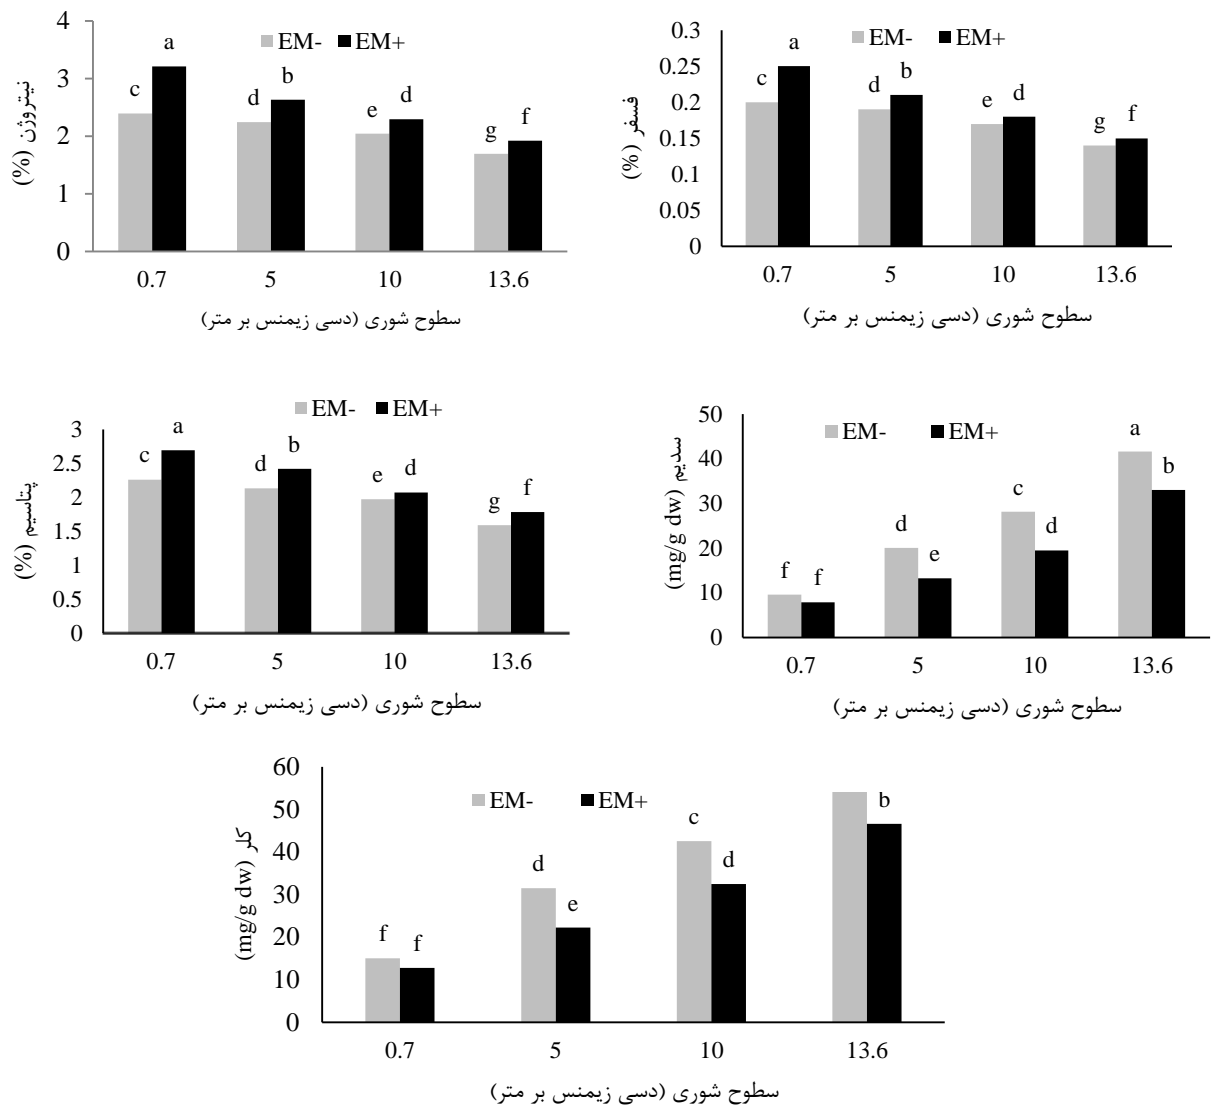 4
3
2
1
0
نیتروژن (%)
EM- EM+
c a d b e d g f
0.7 5 10 13.6
سطوح شوری (دسی زیمنس بر متر)
0.3
0.25
0.2
0.15
0.1
0.05
0
فسفر (%)
EM- EM+
c a d b e d g f
0.7 5 10 13.6
سطوح شوری (دسی زیمنس بر متر)
3
2.5
2
1.5
1
0.5
0
پتاسیم (%)
EM- EM+
c a d b e d g f
0.7 5 10 13.6
سطوح شوری (دسی زیمنس بر متر)
50
40
30
20
10
0
سدیم (mg/g dw)
EM- EM+
f f d e c d a b
0.7 5 10 13.6
سطوح شوری (دسی زیمنس بر متر)
60
50
40
30
20
10
0
کلر (mg/g dw)
EM- EM+
f f d e c d b
0.7 5 10 13.6
سطوح شوری (دسی زیمنس بر متر)